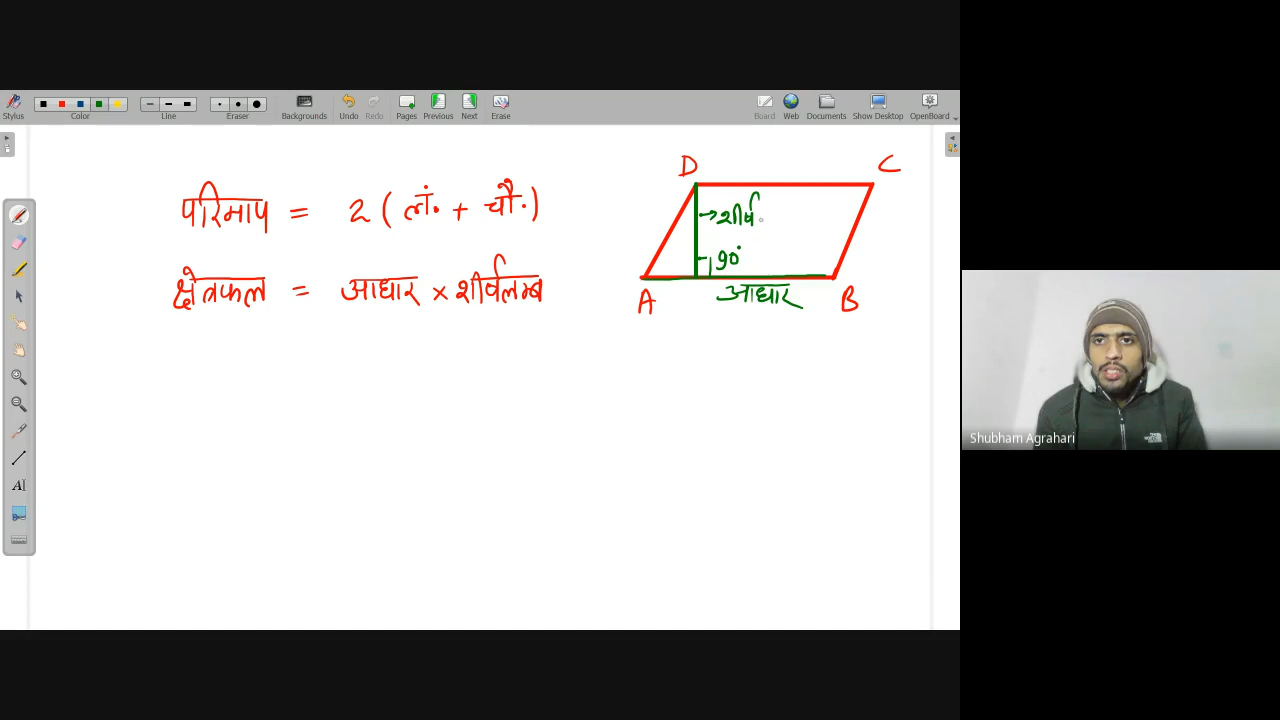 Stylus
Color
Line
Eraser
Backgrounds
Undo
Redo
Pages
Previous
Next
Erase
Board
Web
Documents
Show Desktop
OpenBoard
परिमाप = 2 ( लं. + चौ. )
क्षेत्रफल = आधार × शीर्षलम्ब
D
C
→ शीर्ष
90°
A
आधार
B
Shubham Agrahari